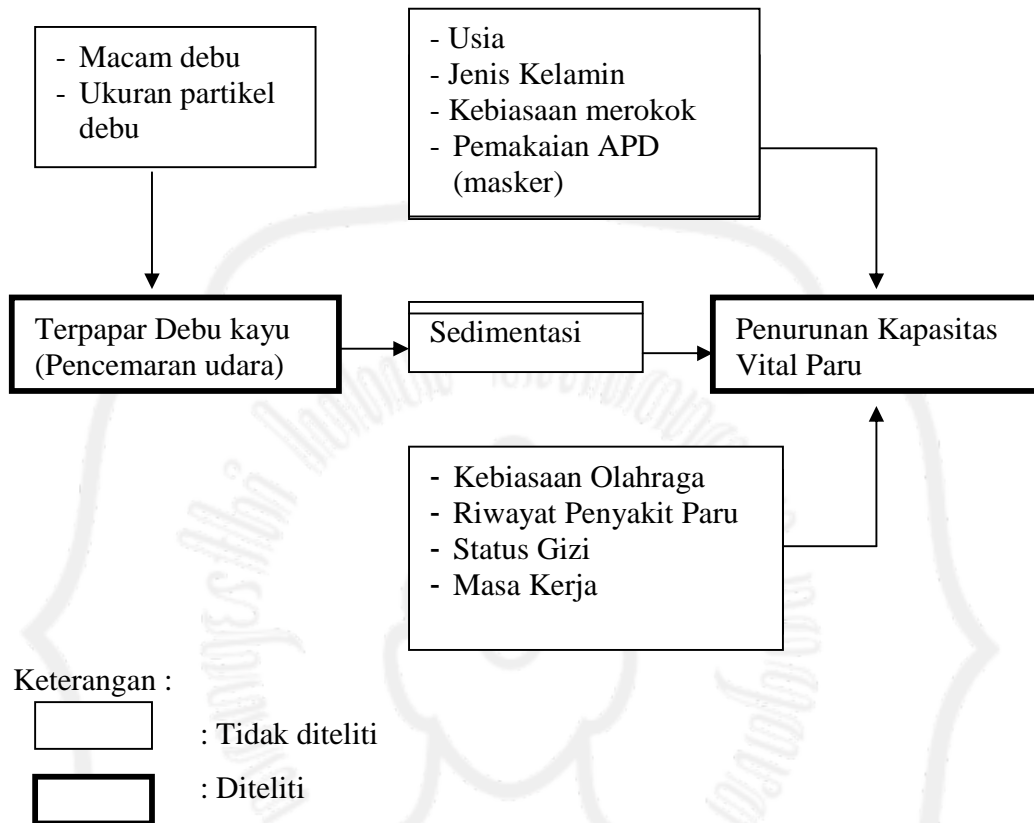 - Macam debu
- Ukuran partikel
debu
- Usia
- Jenis Kelamin
- Kebiasaan merokok
- Pemakaian APD
(masker)
Terpapar Debu kayu
(Pencemaran udara)
Sedimentasi
Penurunan Kapasitas
Vital Paru
- Kebiasaan Olahraga
- Riwayat Penyakit Paru
- Status Gizi
- Masa Kerja
Keterangan :
: Tidak diteliti
: Diteliti